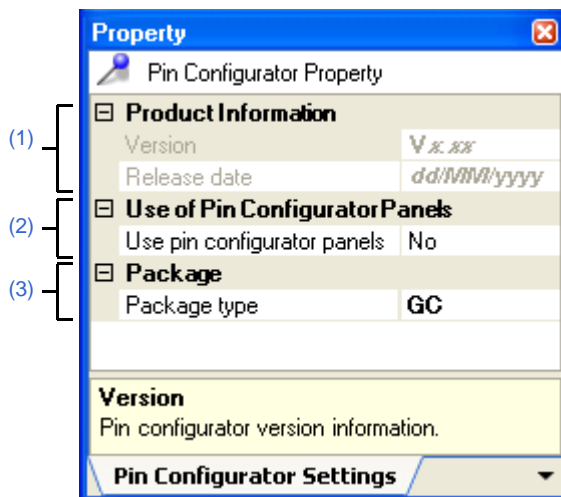 Property
Pin Configurator Property
(1)
Product Information
Version Vx.xx
Release date dd/MM/yyyy
(2)
Use of Pin Configurator Panels
Use pin configurator panels No
(3)
Package
Package type GC
Version
Pin configurator version information.
Pin Configurator Settings